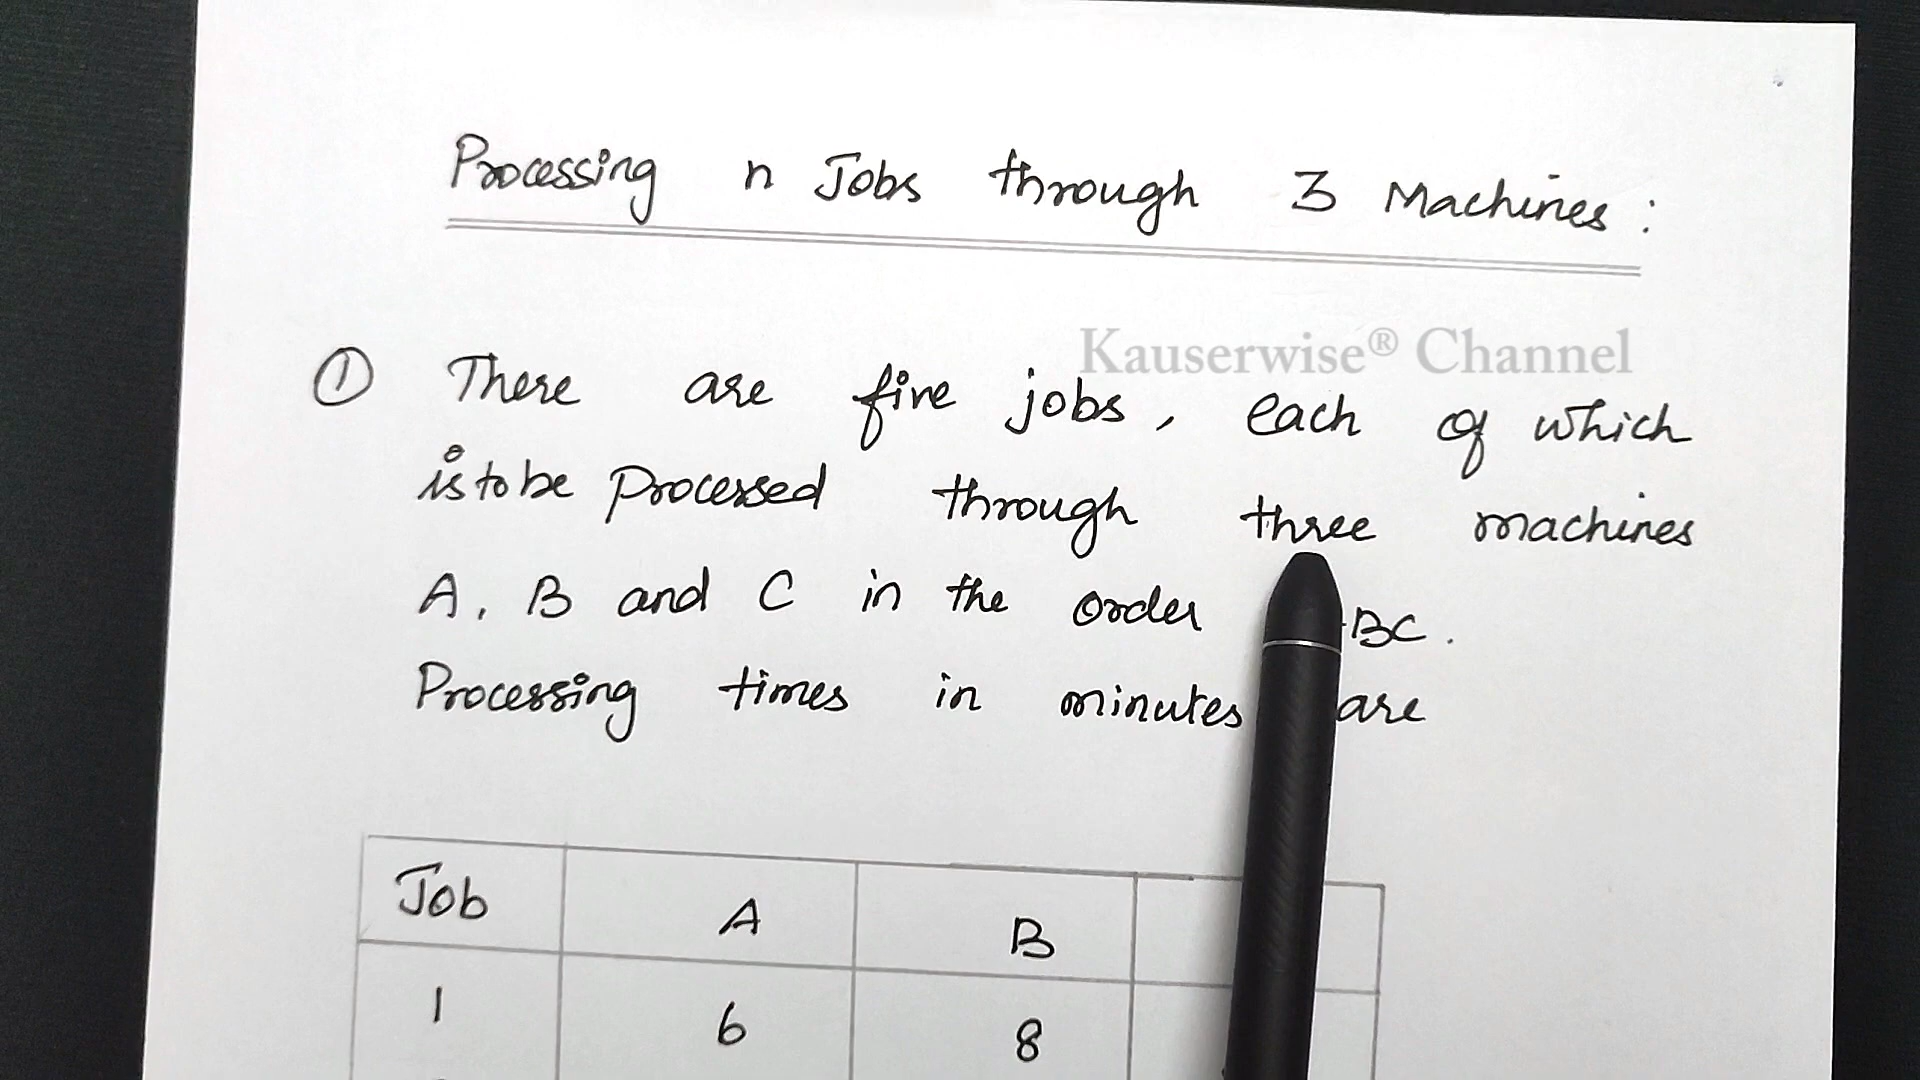 Processing n Jobs through 3 Machines :
Kauserwise® Channel
① There are five jobs, each of which
is to be Processed through three machines
A, B and C in the order BC.
Processing times in minutes are
Job A B
1 6 8